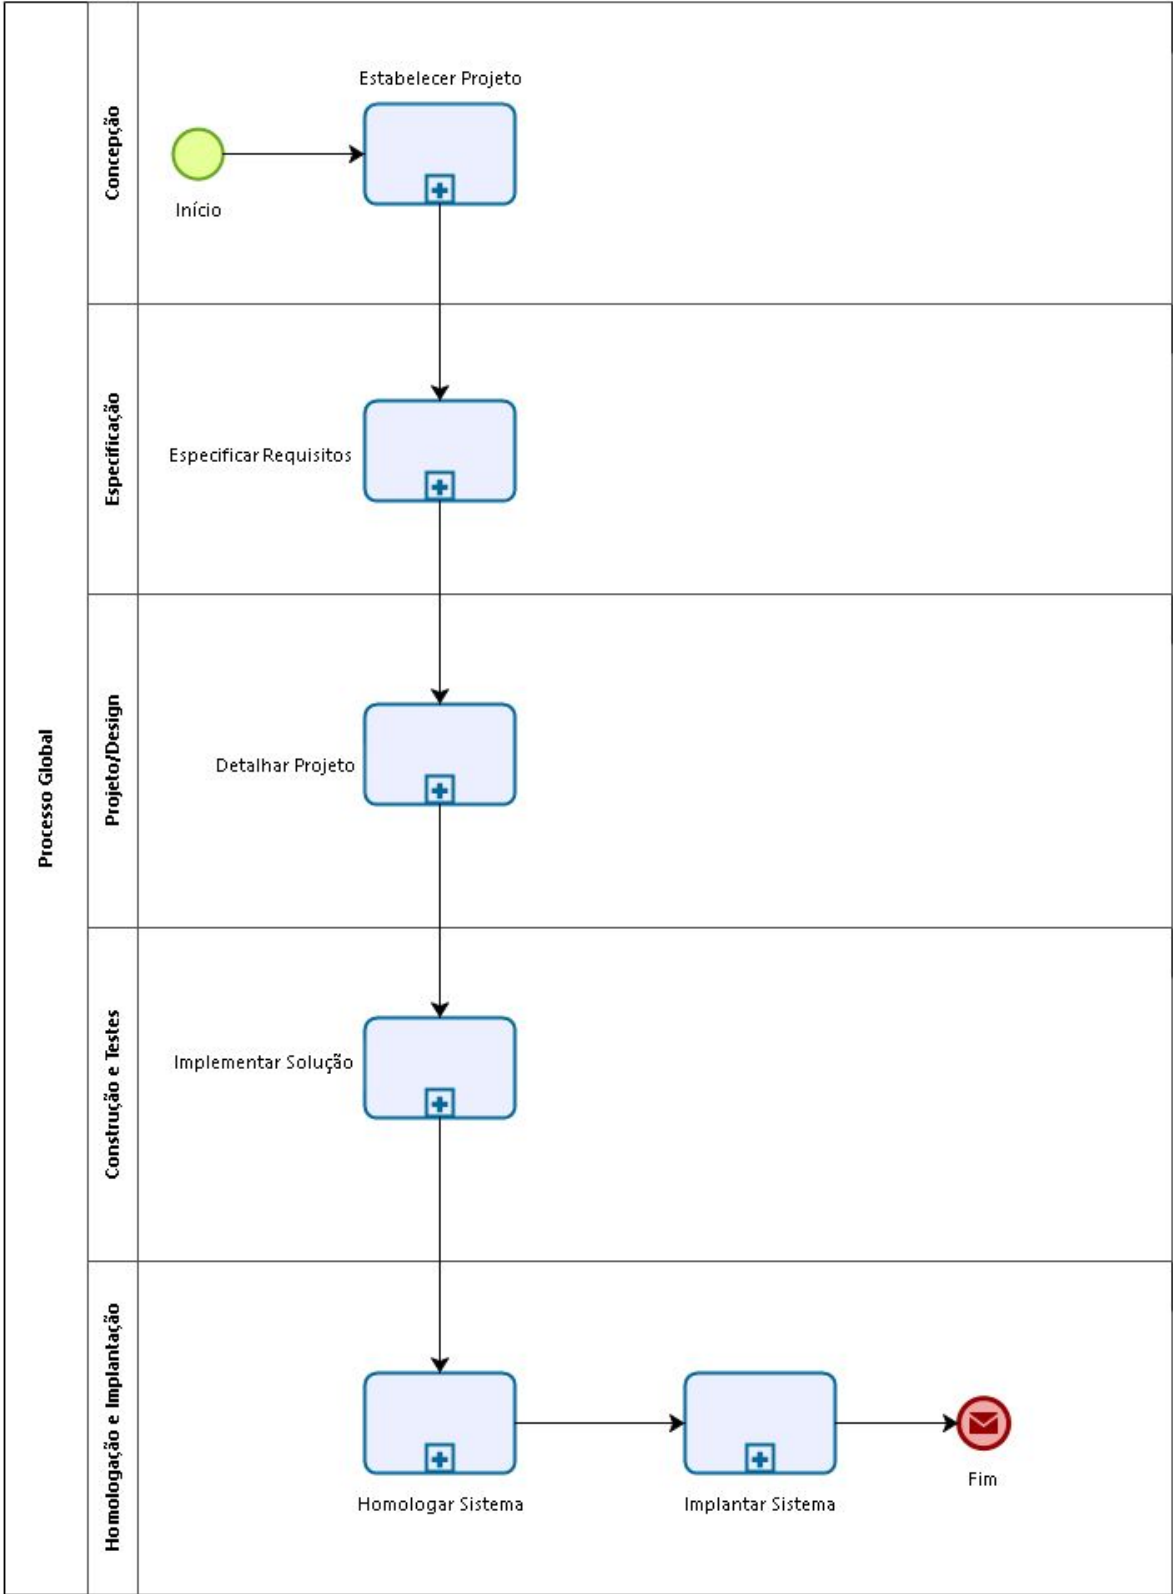 Processo Global
Concepção
Estabelecer Projeto
Início
Especificação
Especificar Requisitos
Projeto/Design
Detalhar Projeto
Construção e Testes
Implementar Solução
Homologação e Implantação
Homologar Sistema
Implantar Sistema
Fim